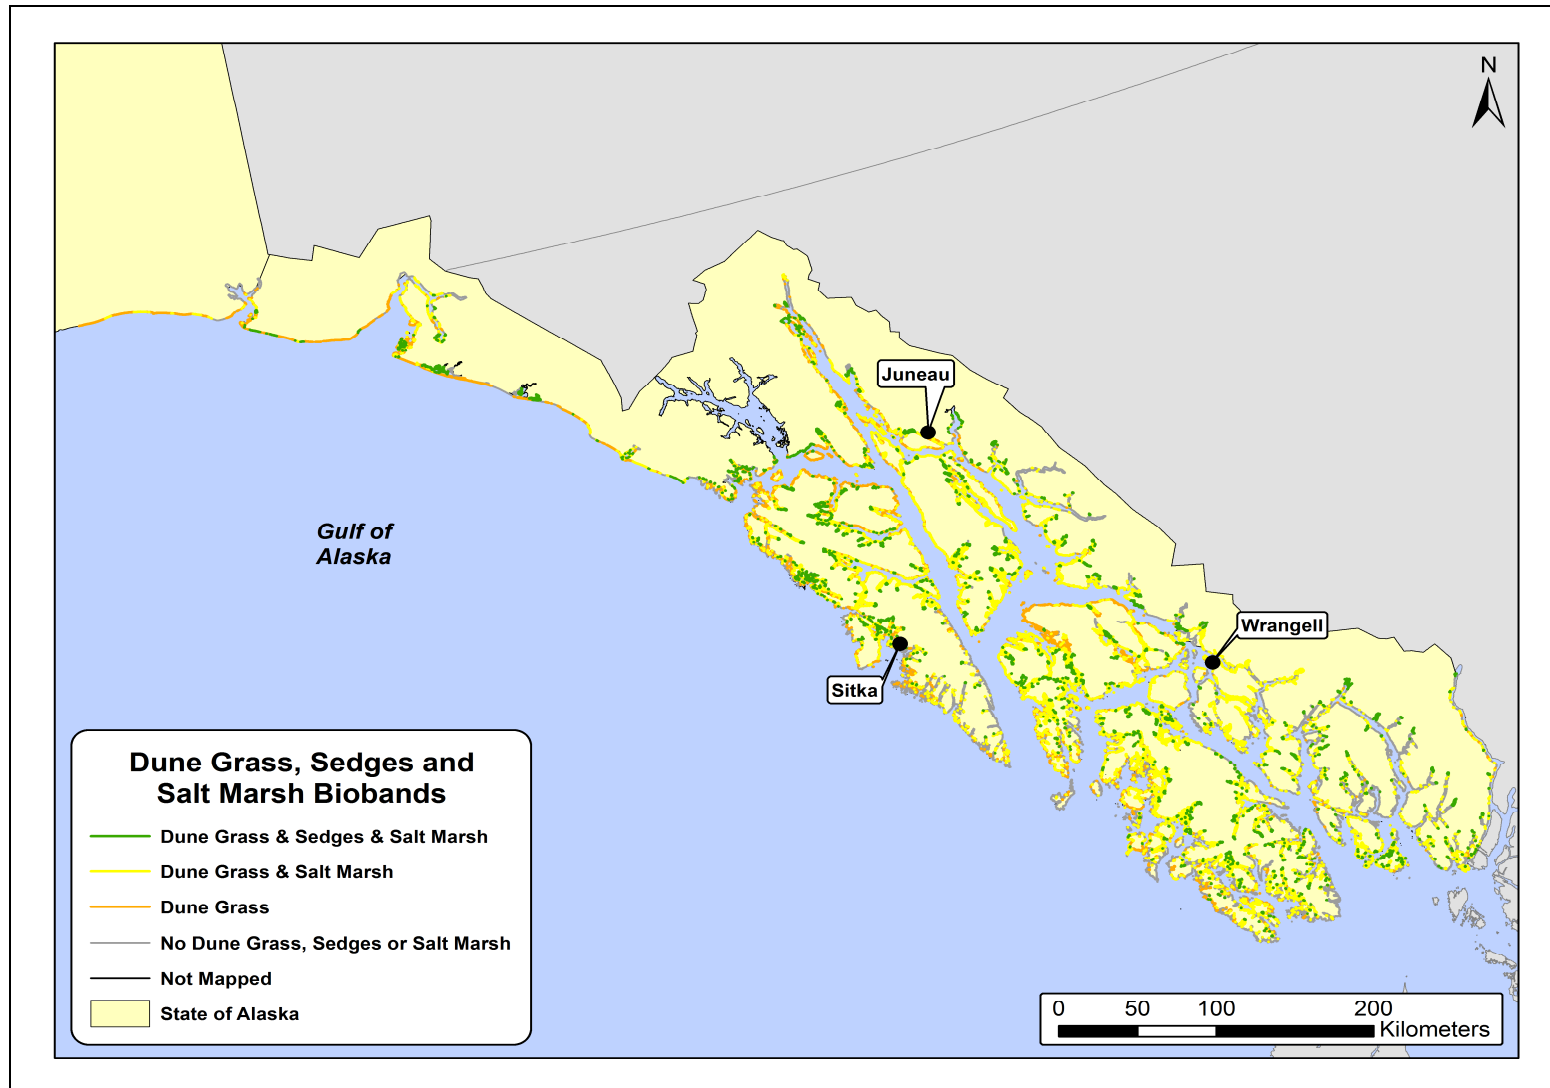 N
Juneau
Gulf of
Alaska
Wrangell
Sitka
Dune Grass, Sedges and
Salt Marsh Biobands
Dune Grass & Sedges & Salt Marsh
Dune Grass & Salt Marsh
Dune Grass
No Dune Grass, Sedges or Salt Marsh
Not Mapped
State of Alaska
0 50 100 200
Kilometers